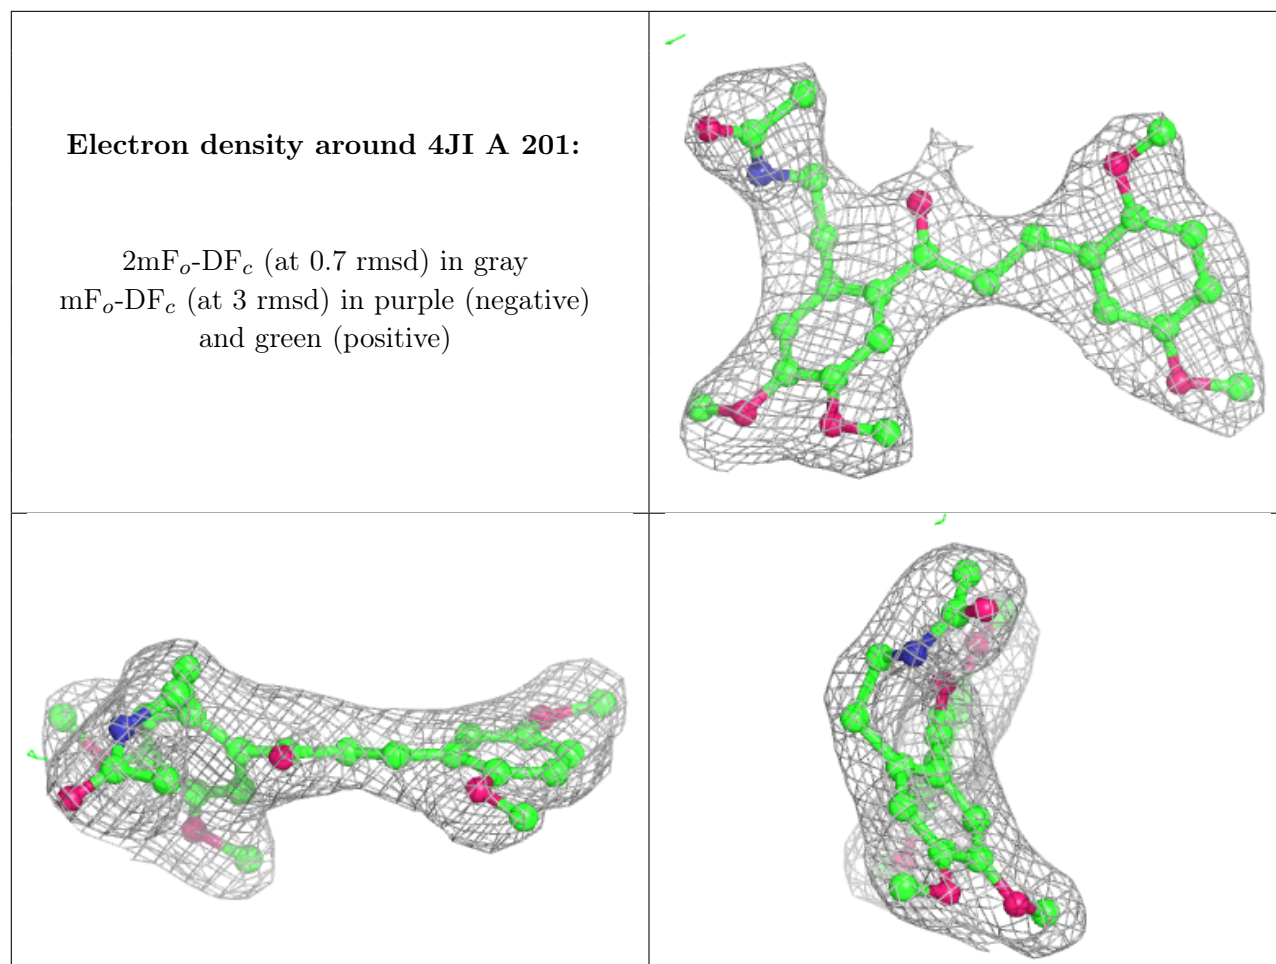 Electron density around 4JI A 201:
2mFo-DFc (at 0.7 rmsd) in gray
mFo-DFc (at 3 rmsd) in purple (negative)
and green (positive)